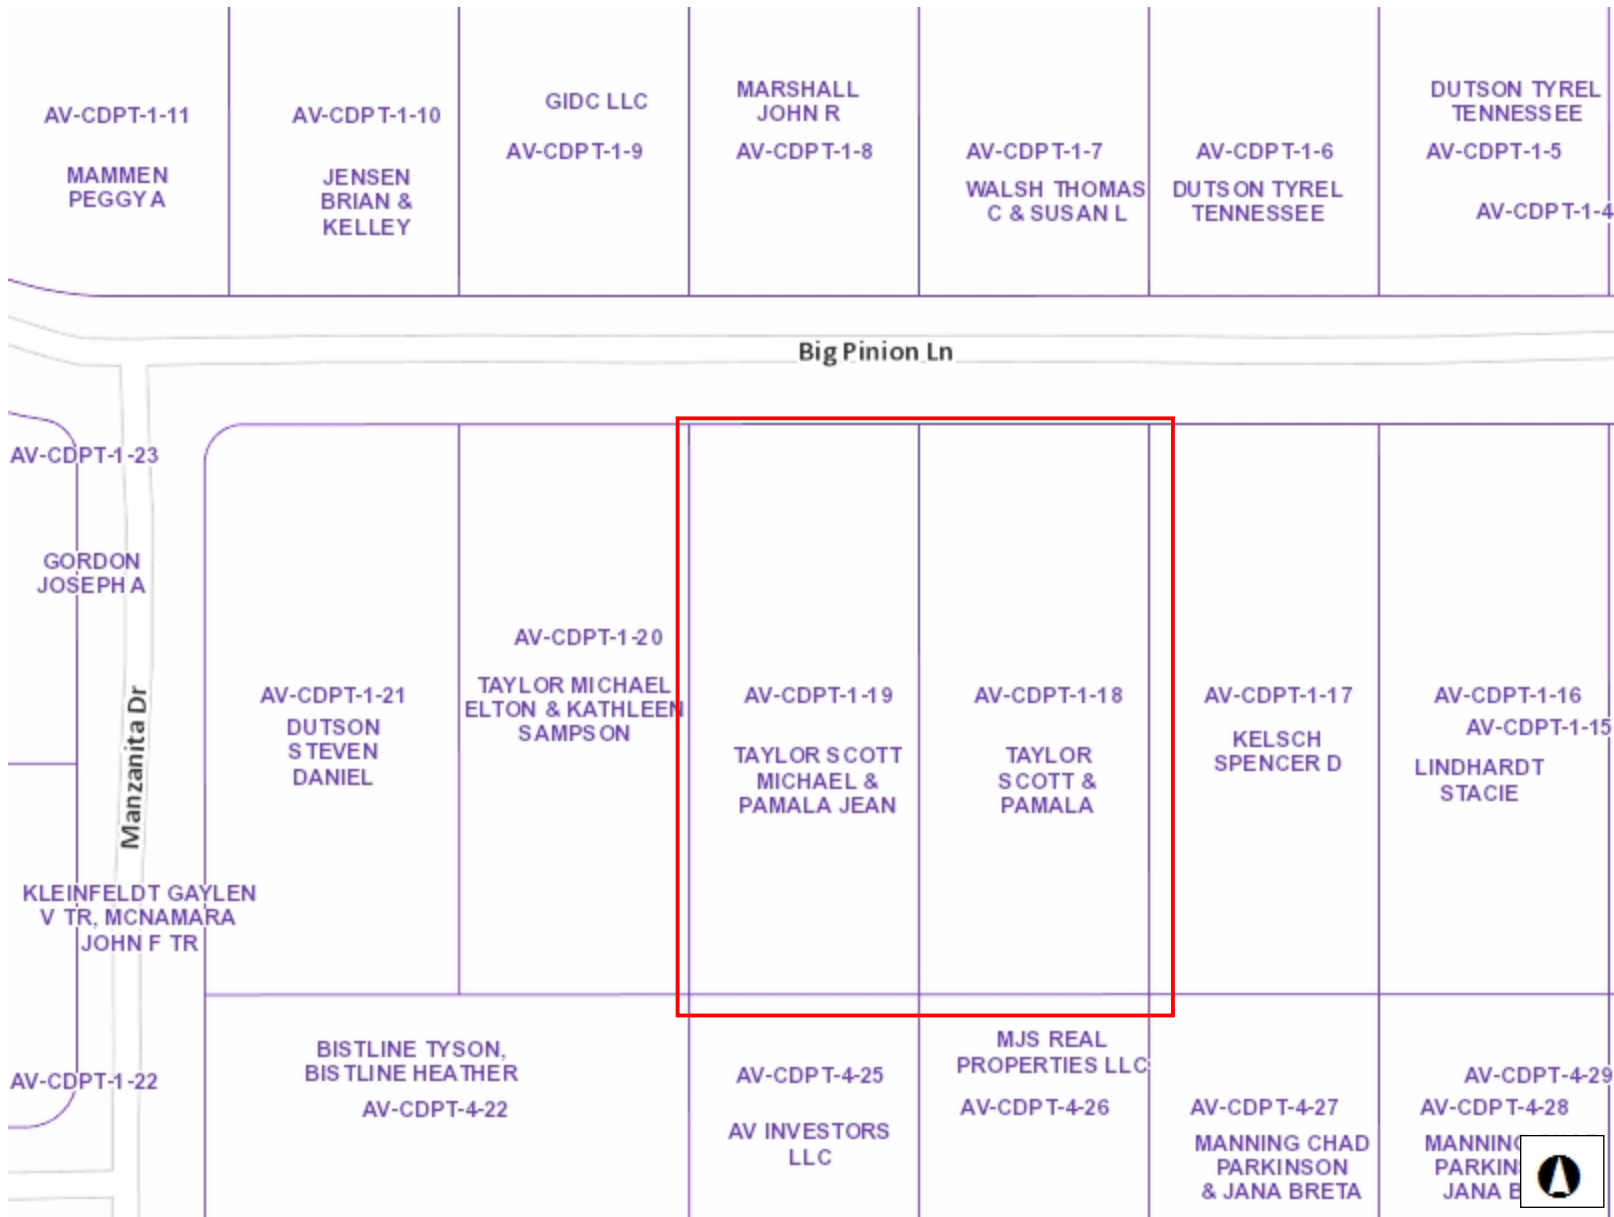 AV-CDPT-1-11
MAMMEN
PEGGY A
AV-CDPT-1-10
JENSEN
BRIAN &
KELLEY
GIDC LLC
AV-CDPT-1-9
MARSHALL
JOHN R
AV-CDPT-1-8
AV-CDPT-1-7
WALSH THOMAS
C & SUSAN L
AV-CDPT-1-6
DUTSON TYREL
TENNESSEE
DUTSON TYREL
TENNESSEE
AV-CDPT-1-5
AV-CDPT-1-4
Big Pinion Ln
AV-CDPT-1-23
GORDON
JOSEPH A
Manzanita Dr
KLEINFELDT GAYLEN
V TR, MCNAMARA
JOHN F TR
AV-CDPT-1-22
AV-CDPT-1-21
DUTSON
STEVEN
DANIEL
AV-CDPT-1-20
TAYLOR MICHAEL
ELTON & KATHLEEN
SAMPSON
AV-CDPT-1-19
TAYLOR SCOTT
MICHAEL &
PAMALA JEAN
AV-CDPT-1-18
TAYLOR
SCOTT &
PAMALA
AV-CDPT-1-17
KELSCH
SPENCER D
AV-CDPT-1-16
AV-CDPT-1-15
LINDHARDT
STACIE
BISTLINE TYSON,
BISTLINE HEATHER
AV-CDPT-4-22
AV-CDPT-4-25
AV INVESTORS
LLC
MJS REAL
PROPERTIES LLC
AV-CDPT-4-26
AV-CDPT-4-27
MANNING CHAD
PARKINSON
& JANA BRETA
AV-CDPT-4-29
AV-CDPT-4-28
MANNING
PARKINS
JANA B